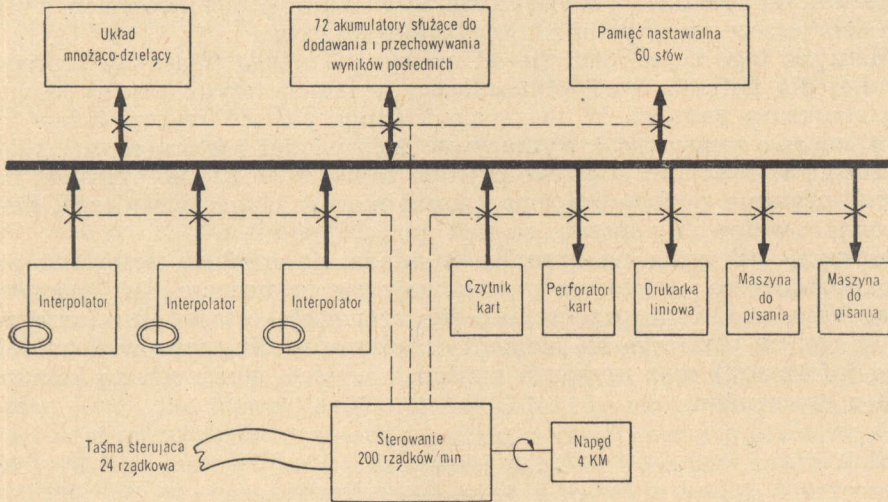 Układ
mnożąco-dzielący
72 akumulatory służące do
dodawania i przechowywania
wyników pośrednich
Pamięć nastawialna
60 słów
Interpolator
Interpolator
Interpolator
Czytnik
kart
Perforator
kart
Drukarka
liniowa
Maszyna
do
pisania
Maszyna
do
pisania
Taśma sterujaca
24 rządkowa
Sterowanie
200 rządków/min
Napęd
4 KM